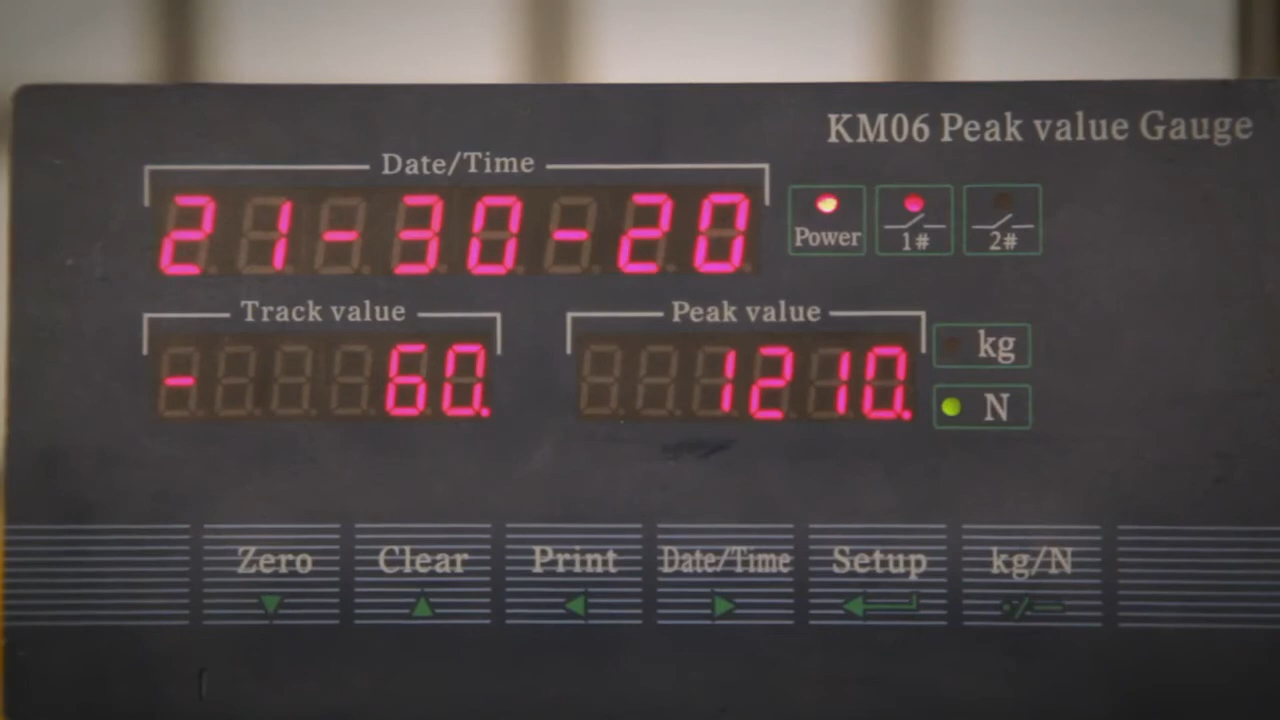 KM06 Peak value Gauge
Date/Time
21-30-20
Power 1# 2#
Track value Peak value
- 60. 1210.
kg
N
Zero Clear Print Date/Time Setup kg/N